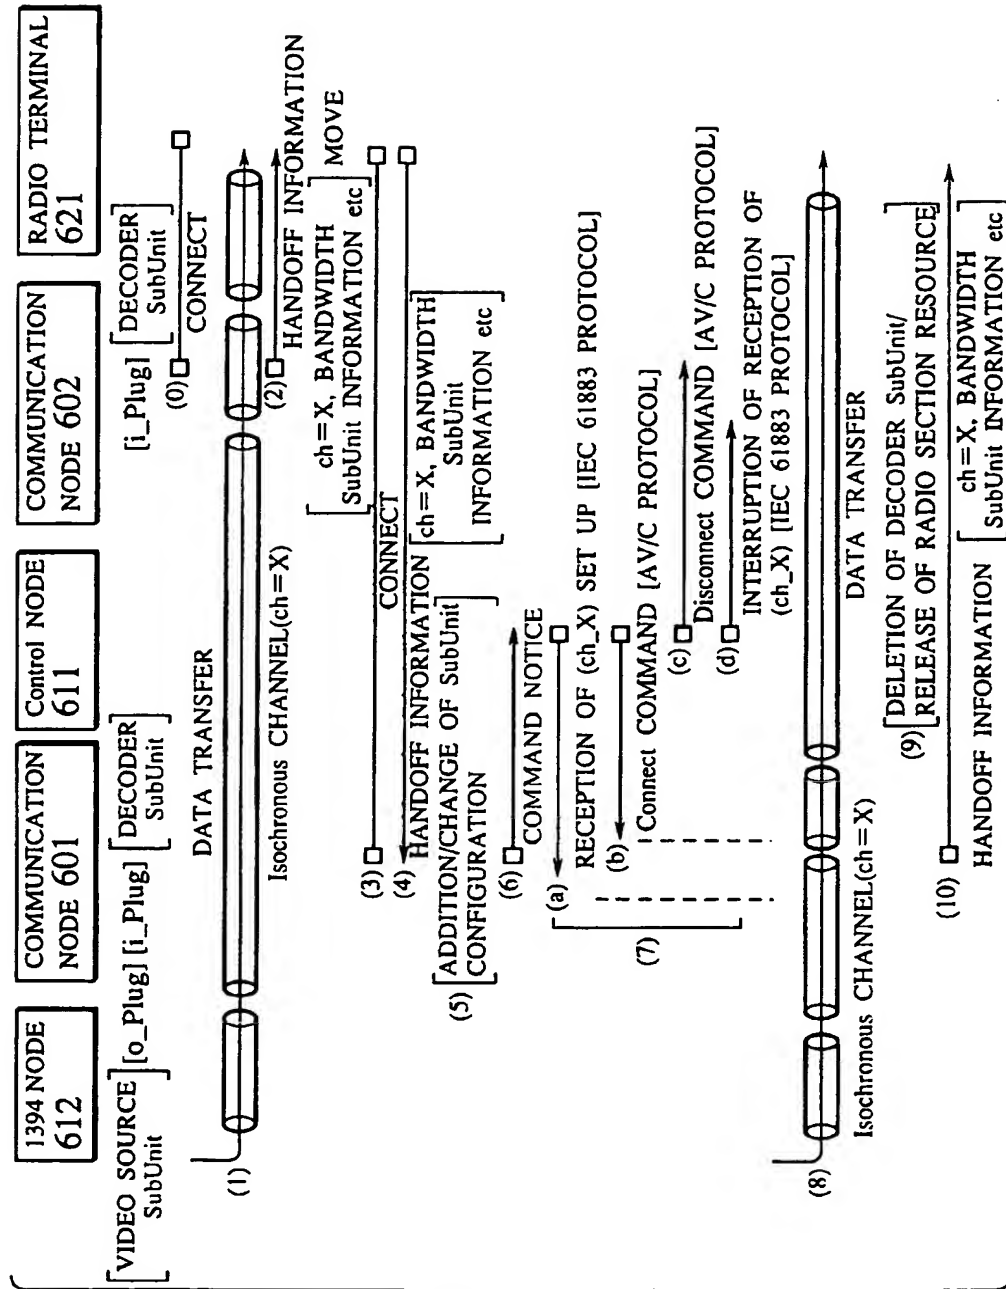 1394 NODE
612
COMMUNICATION
NODE 601
Control NODE
611
COMMUNICATION
NODE 602
RADIO TERMINAL
621
[VIDEO SOURCE
SubUnit]
[o_Plug] [i_Plug]
[DECODER
SubUnit]
[i_Plug]
[DECODER
SubUnit]
(0)
CONNECT
DATA TRANSFER
(1)
Isochronous CHANNEL(ch=X)
(2)
HANDOFF INFORMATION
[ch=X, BANDWIDTH
SubUnit INFORMATION etc]
MOVE
(3)
CONNECT
(4)
HANDOFF INFORMATION
[ch=X, BANDWIDTH
SubUnit
INFORMATION etc]
(5)
[ADDITION/CHANGE OF SubUnit
CONFIGURATION]
(6)
COMMAND NOTICE
(7)
(a)
RECEPTION OF (ch_X) SET UP [IEC 61883 PROTOCOL]
(b)
Connect COMMAND [AV/C PROTOCOL]
(c)
Disconnect COMMAND [AV/C PROTOCOL]
(d)
INTERRUPTION OF RECEPTION OF
(ch_X) [IEC 61883 PROTOCOL]
(8)
Isochronous CHANNEL(ch=X)
DATA TRANSFER
(9)
[DELETION OF DECODER SubUnit/
RELEASE OF RADIO SECTION RESOURCE]
(10)
HANDOFF INFORMATION
[ch=X, BANDWIDTH
SubUnit INFORMATION etc]